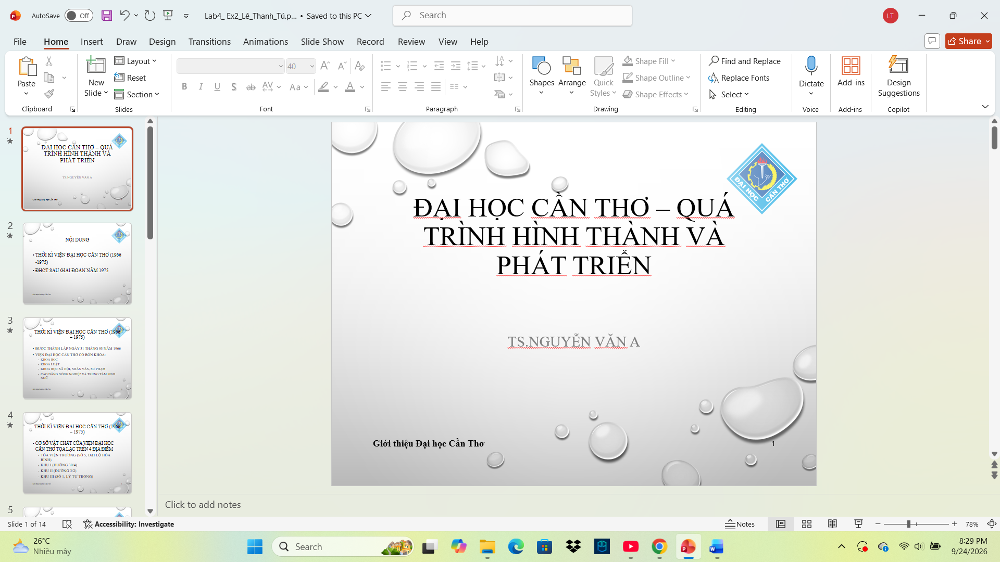 AutoSave Off Lab4_ Ex2_Lê_Thanh_Tú.p... • Saved to this PC Search LT
File Home Insert Draw Design Transitions Animations Slide Show Record Review View Help Share
Paste
Clipboard
New
Slide
Layout
Reset
Section
Slides
40
Font
Paragraph
Shapes
Arrange
Quick
Styles
Shape Fill
Shape Outline
Shape Effects
Drawing
Find and Replace
Replace Fonts
Select
Editing
Dictate
Voice
Add-ins
Add-ins
Design
Suggestions
Copilot
1
ĐẠI HỌC CẦN THƠ – QUÁ
TRÌNH HÌNH THÀNH VÀ
PHÁT TRIỂN
TS.NGUYỄN VĂN A
Giới thiệu Đại học Cần Thơ
2
NỘI DUNG
• THỜI KÌ VIỆN ĐẠI HỌC CẦN THƠ (1966
-1975)
• ĐHCT SAU GIAI ĐOẠN NĂM 1975
3
THỜI KÌ VIỆN ĐẠI HỌC CẦN THƠ (1966
– 1975)
• ĐƯỢC THÀNH LẬP NGÀY 31 THÁNG 03 NĂM 1966
• VIỆN ĐẠI HỌC CẦN THƠ CÓ BỐN KHOA:
- KHOA HỌC
- KHOA LUẬT
- KHOA HỌC XÃ HỘI, NHÂN VĂN, SƯ PHẠM
- CAO ĐẲNG NÔNG NGHIỆP VÀ TRUNG TÂM SINH
NGỮ
4
THỜI KÌ VIỆN ĐẠI HỌC CẦN THƠ (1966
– 1975)
• CƠ SỞ VẬT CHẤT CỦA VIỆN ĐẠI HỌC
CẦN THƠ TỌA LẠC TRÊN 4 ĐỊA ĐIỂM
- TÒA VIỆN TRƯỞNG (SỐ 5, ĐẠI LỘ HÒA
BÌNH)
- KHU I (ĐƯỜNG 30/4)
- KHU II (ĐƯỜNG 3/2)
- KHU III (SỐ 1, LÝ TỰ TRỌNG)
5
ĐẠI HỌC CẦN THƠ
ĐẠI HỌC CẦN THƠ – QUÁ
TRÌNH HÌNH THÀNH VÀ
PHÁT TRIỂN
TS.NGUYỄN VĂN A
Giới thiệu Đại học Cần Thơ
1
Click to add notes
Slide 1 of 14 Accessibility: Investigate Notes 78%
26°C
Nhiều mây
Search
8:29 PM
9/24/2026